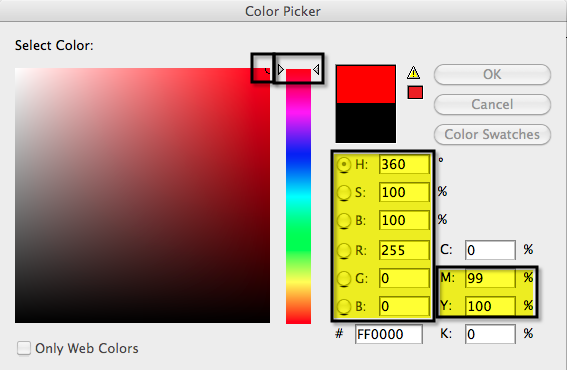 Color Picker
Select Color:
OK
Cancel
Color Swatches
H: 360 °
S: 100 %
B: 100 %
R: 255
C: 0 %
G: 0
M: 99 %
B: 0
Y: 100 %
# FF0000
K: 0 %
Only Web Colors